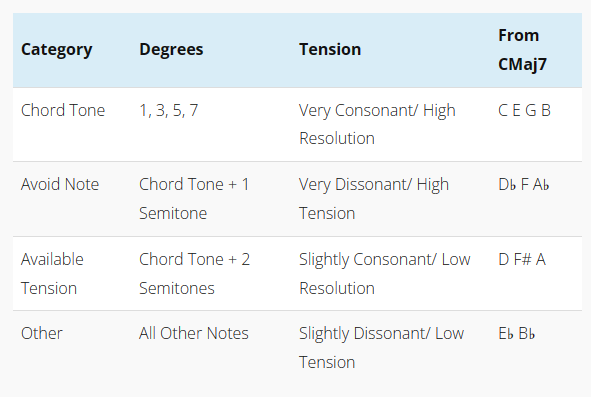 Category Degrees Tension From
CMaj7
Chord Tone 1, 3, 5, 7 Very Consonant/ High C E G B
Resolution
Avoid Note Chord Tone + 1 Very Dissonant/ High D♭ F A♭
Semitone Tension
Available Chord Tone + 2 Slightly Consonant/ Low D F# A
Tension Semitones Resolution
Other All Other Notes Slightly Dissonant/ Low E♭ B♭
Tension